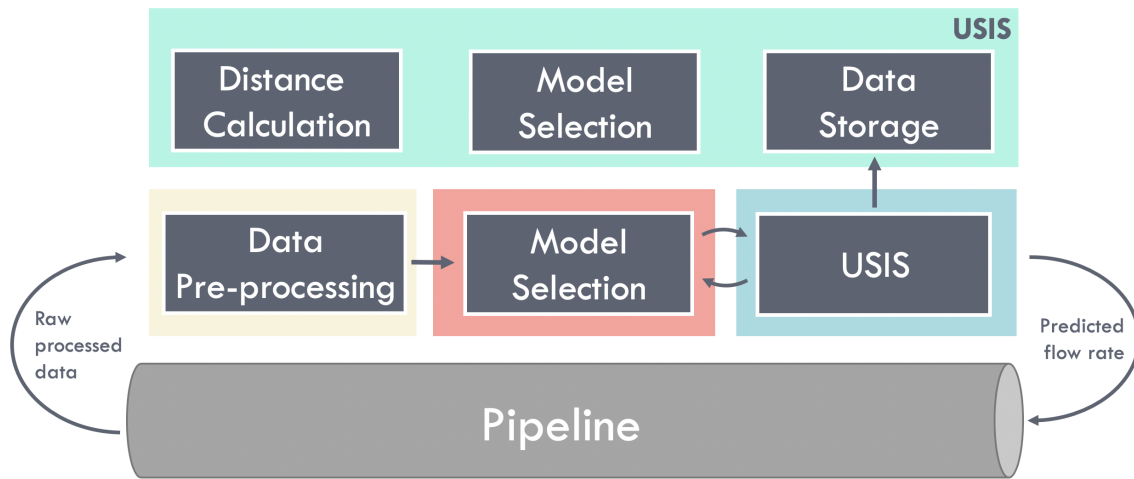 USIS
Distance
Calculation
Model
Selection
Data
Storage
Data
Pre-processing
Model
Selection
USIS
Raw
processed
data
Predicted
flow rate
Pipeline